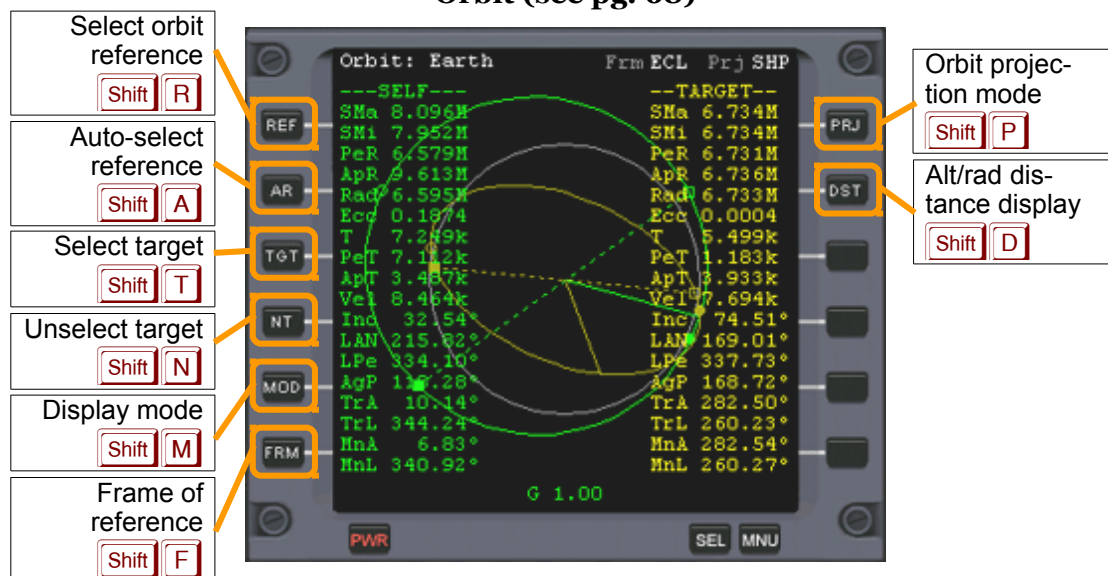 Orbit (see pg.
Select orbit
reference
Shift R
Auto-select
reference
Shift A
Select target
Shift T
Unselect target
Shift N
Display mode
Shift M
Frame of
reference
Shift F
REF
AR
TGT
NT
MOD
FRM
Orbit: Earth Frm ECL Prj SHP
---SELF---
SMa 8.096M
SMi 7.952M
PeR 6.579M
ApR 9.613M
Rad 6.595M
Ecc 0.1874
T 7.249k
PeT 7.112k
ApT 3.487k
Vel 8.464k
Inc 32.54°
LAN 215.82°
LPe 334.10°
AgP 118.28°
TrA 10.14°
TrL 344.24°
MnA 6.83°
MnL 340.92°
--TARGET--
SMa 6.734M
SMi 6.734M
PeR 6.731M
ApR 6.736M
Rad 6.733M
Ecc 0.0004
T 5.499k
PeT 1.183k
ApT 3.933k
Vel 7.694k
Inc 74.51°
LAN 169.01°
LPe 337.73°
AgP 168.72°
TrA 282.50°
TrL 260.23°
MnA 282.54°
MnL 260.27°
G 1.00
PRJ
DST
PWR
SEL MNU
Orbit projec-
tion mode
Shift P
Alt/rad dis-
tance display
Shift D